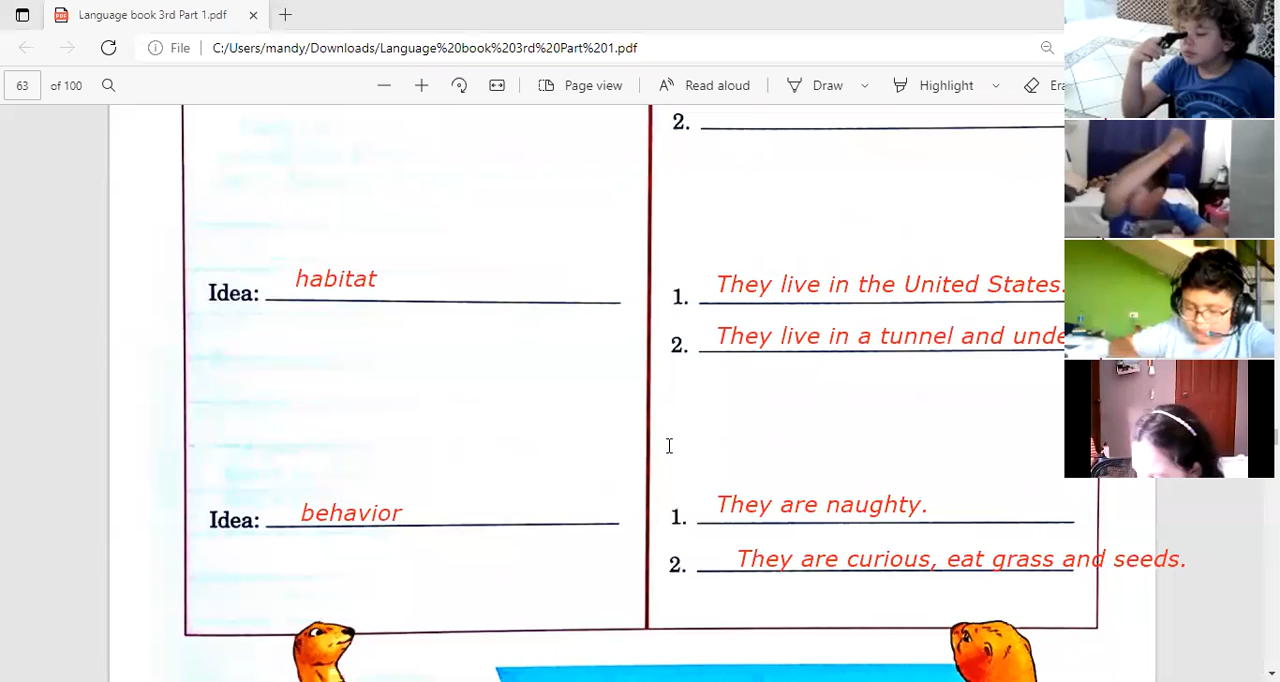 Language book 3rd Part 1.pdf
File C:/Users/mandy/Downloads/Language%20book%203rd%20Part%201.pdf
63 of 100 Page view Read aloud Draw Highlight Era
2.
Idea: habitat
1. They live in the United States.
2. They live in a tunnel and unde
Idea: behavior
1. They are naughty.
2. They are curious, eat grass and seeds.